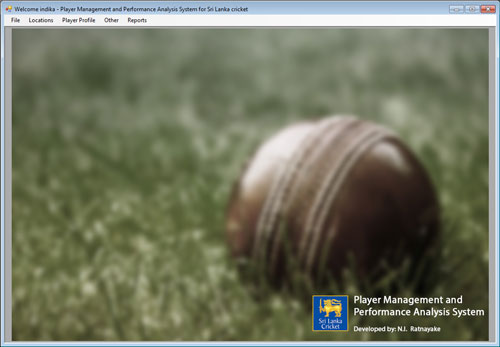 Welcome indika - Player Management and Performance Analysis System for Sri Lanka cricket
File Locations Player Profile Other Reports
Player Management and
Performance Analysis System
Sri Lanka
Cricket
Developed by: N.I. Ratnayake